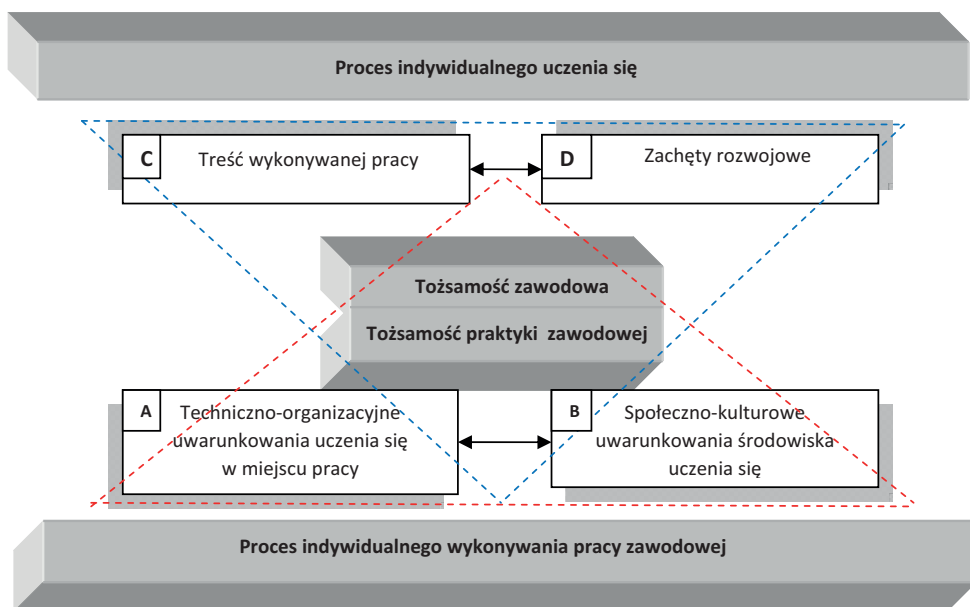 Proces indywidualnego uczenia się
C
Treść wykonywanej pracy
D
Zachęty rozwojowe
Tożsamość zawodowa
Tożsamość praktyki zawodowej
A
Techniczno-organizacyjne
uwarunkowania uczenia się
w miejscu pracy
B
Społeczno-kulturowe
uwarunkowania środowiska
uczenia się
Proces indywidualnego wykonywania pracy zawodowej